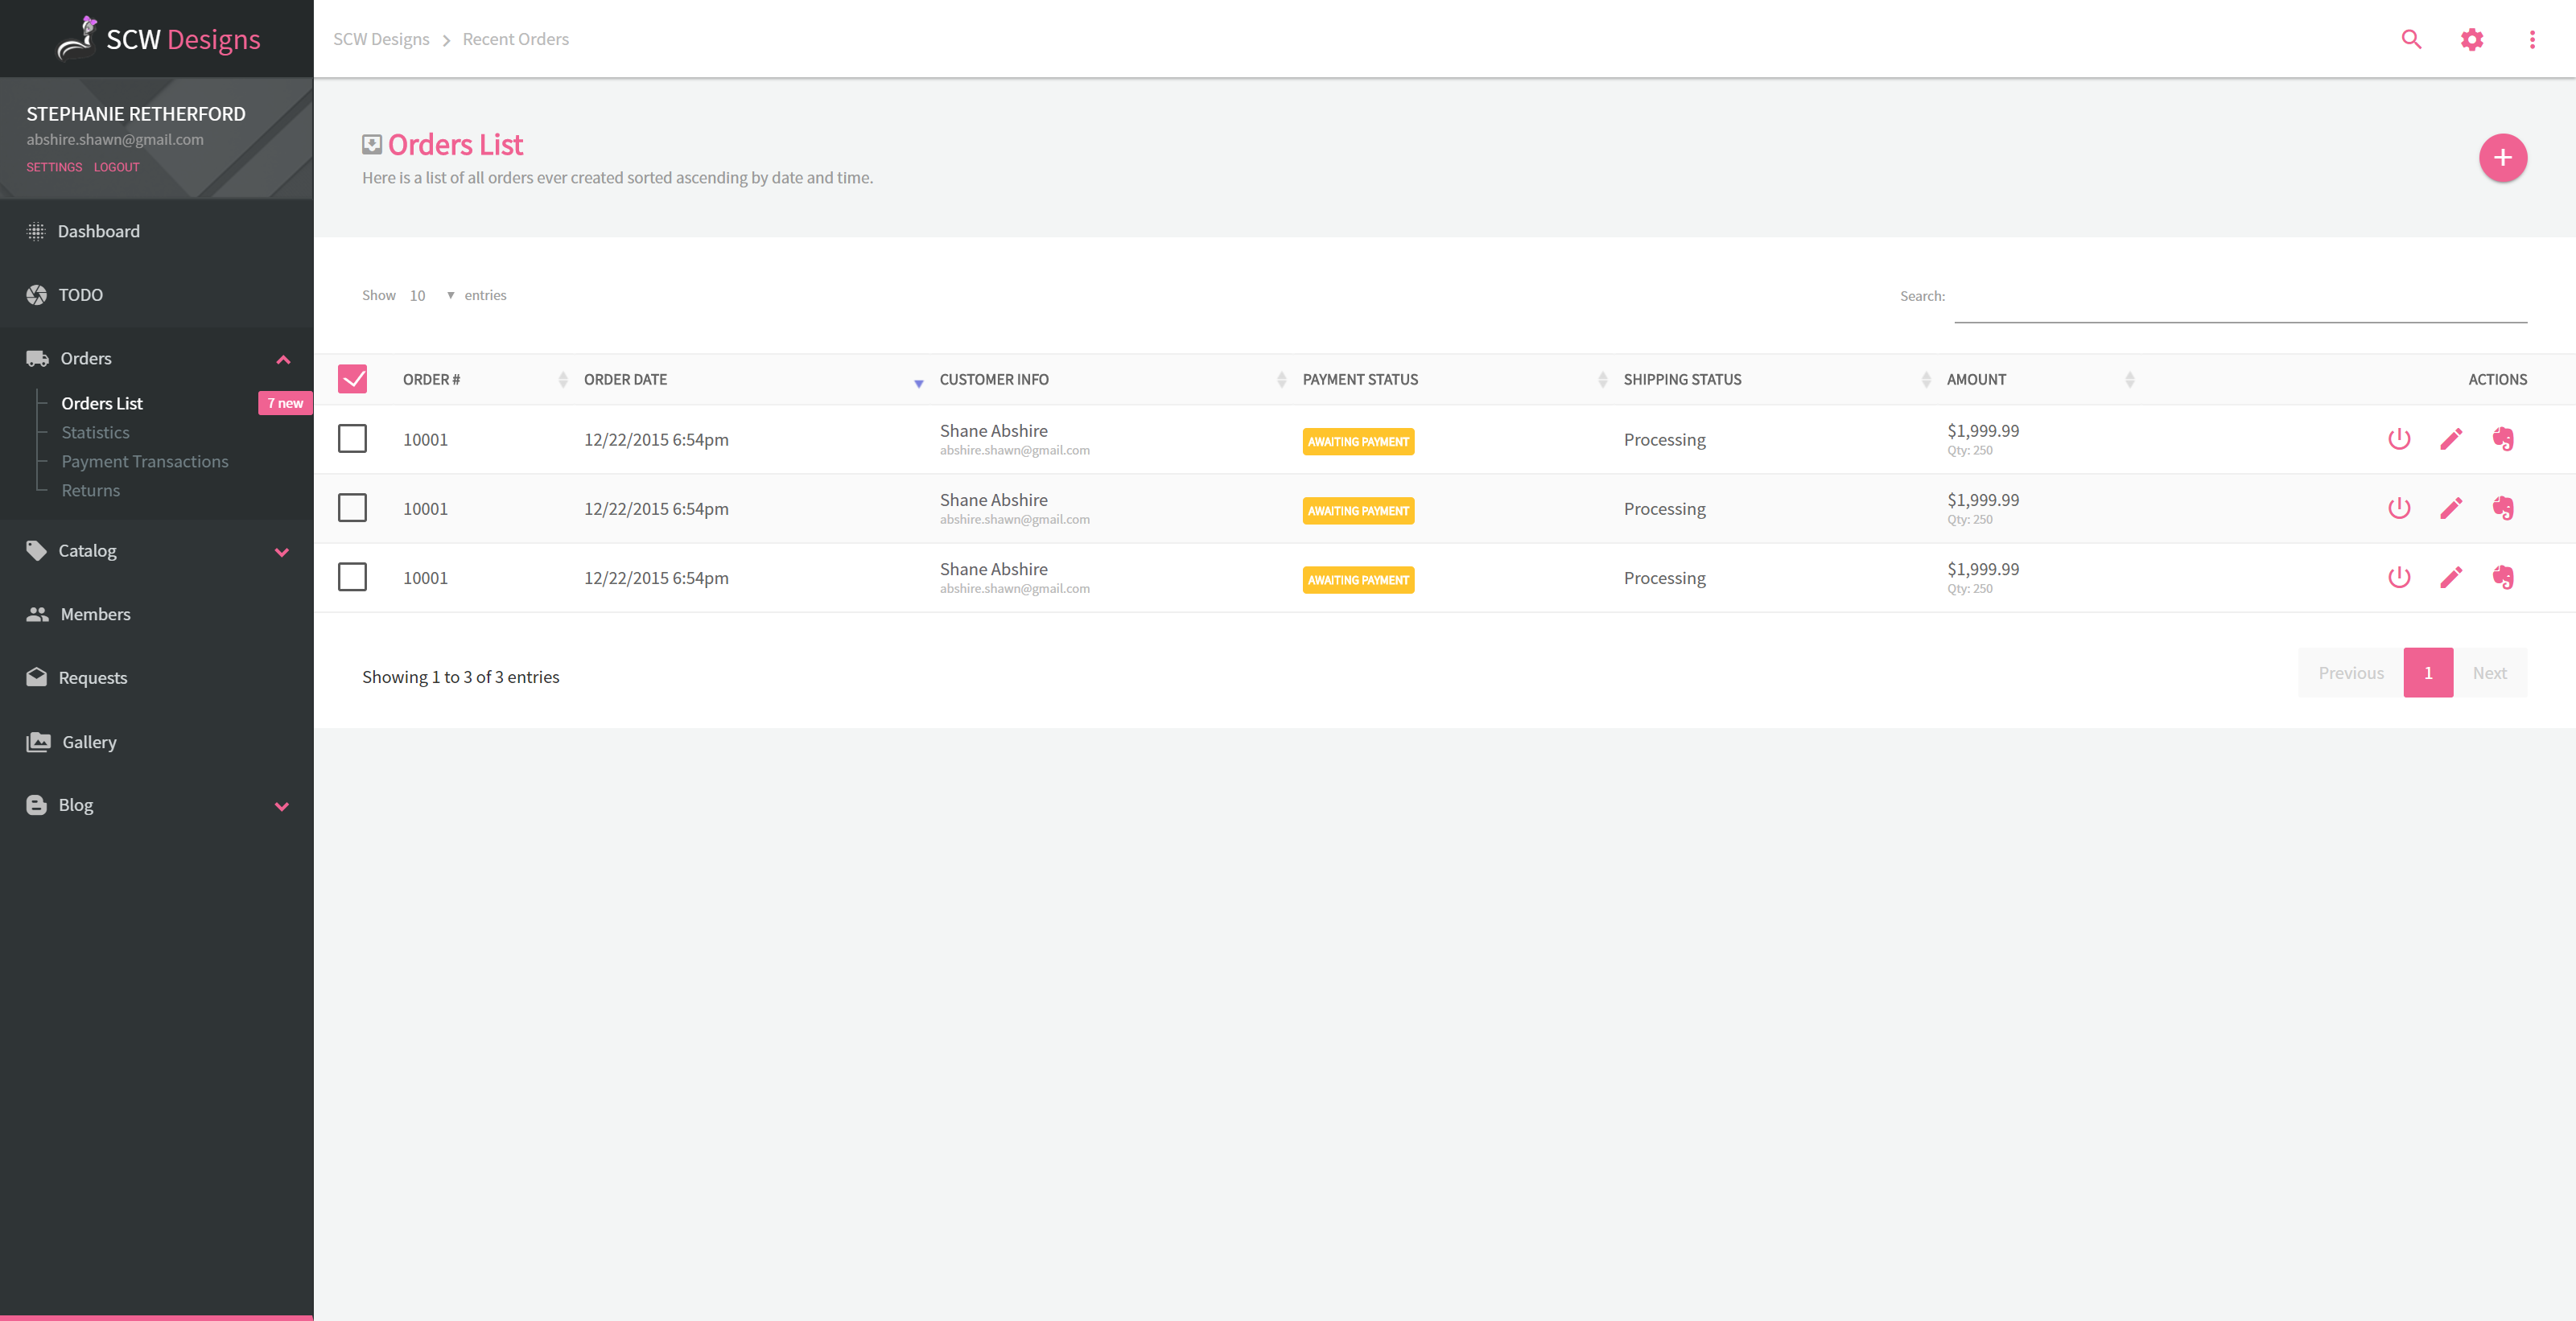 SCW Designs
STEPHANIE RETHERFORD
abshire.shawn@gmail.com
SETTINGS LOGOUT
Dashboard
TODO
Orders
Orders List 7 new
Statistics
Payment Transactions
Returns
Catalog
Members
Requests
Gallery
Blog
SCW Designs Recent Orders
Orders List
Here is a list of all orders ever created sorted ascending by date and time.
Show 10 entries Search:
ORDER # ORDER DATE CUSTOMER INFO PAYMENT STATUS SHIPPING STATUS AMOUNT ACTIONS
10001 12/22/2015 6:54pm Shane Abshire AWAITING PAYMENT Processing $1,999.99
abshire.shawn@gmail.com Qty: 250
10001 12/22/2015 6:54pm Shane Abshire AWAITING PAYMENT Processing $1,999.99
abshire.shawn@gmail.com Qty: 250
10001 12/22/2015 6:54pm Shane Abshire AWAITING PAYMENT Processing $1,999.99
abshire.shawn@gmail.com Qty: 250
Showing 1 to 3 of 3 entries Previous 1 Next